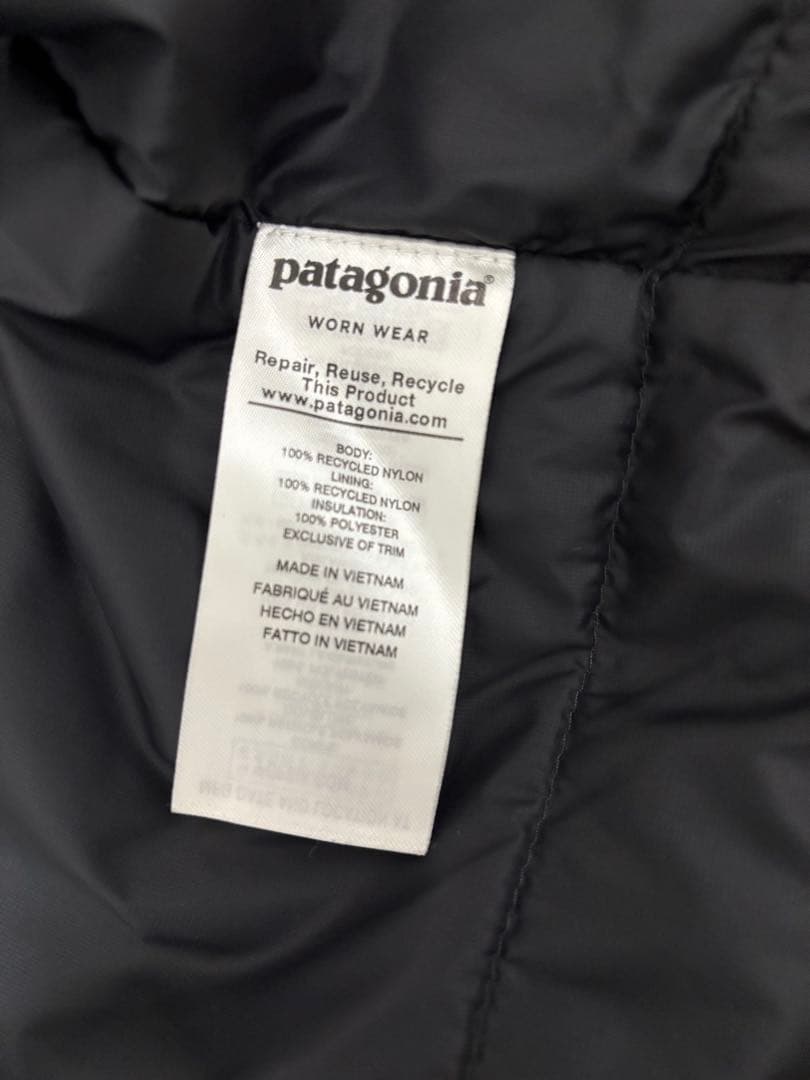 patagonia®
WORN WEAR
Repair, Reuse, Recycle
This Product
www.patagonia.com
BODY:
100% RECYCLED NYLON
LINING:
100% RECYCLED NYLON
INSULATION:
100% POLYESTER
EXCLUSIVE OF TRIM
MADE IN VIETNAM
FABRIQUÉ AU VIETNAM
HECHO EN VIETNAM
FATTO IN VIETNAM